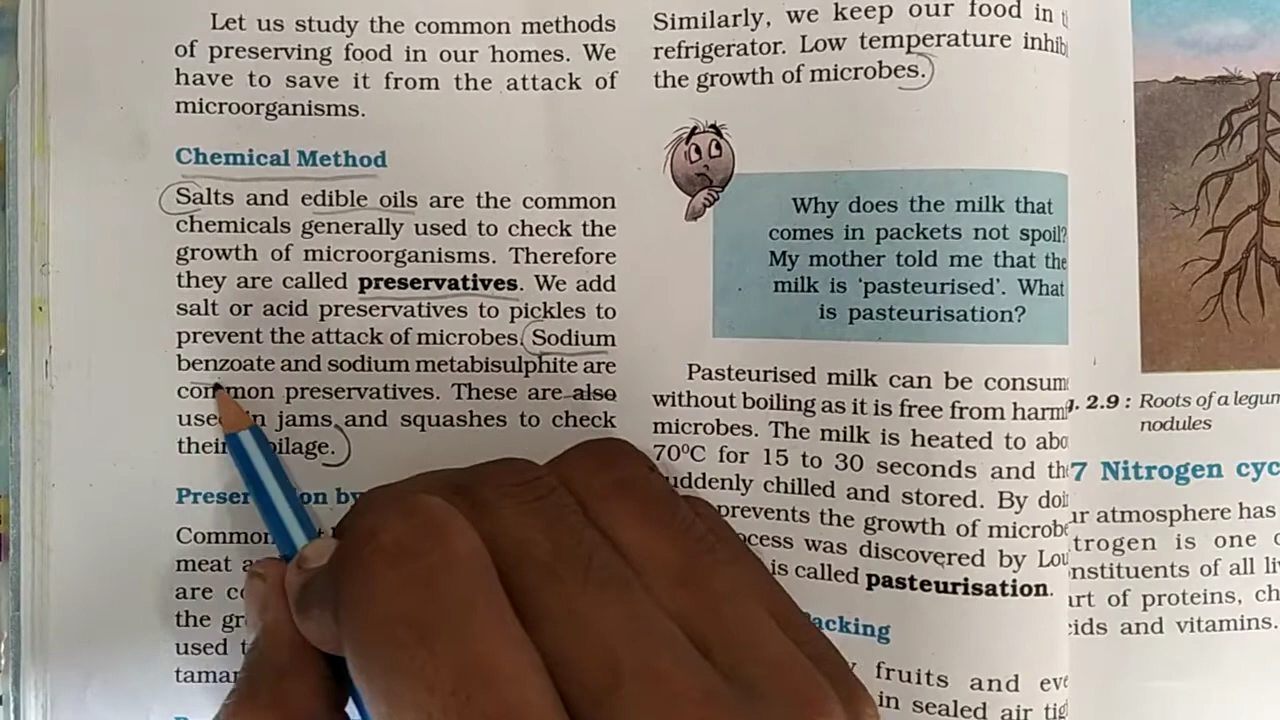 Let us study the common methods
of preserving food in our homes. We
have to save it from the attack of
microorganisms.
Chemical Method
Salts and edible oils are the common
chemicals generally used to check the
growth of microorganisms. Therefore
they are called preservatives. We add
salt or acid preservatives to pickles to
prevent the attack of microbes. Sodium
benzoate and sodium metabisulphite are
common preservatives. These are also
used in jams and squashes to check
their
Common
meat
are
the
used
Similarly, we keep our food in
refrigerator. Low temperature
the growth of microbes.
Why does the milk that
comes in packets not spoil?
My mother told me that the
milk is ‘pasteurised’. What
is pasteurisation?
Pasteurised milk can be
without boiling as it is free from
microbes. The milk is heated to
70°C for 15 to 30 seconds and
chilled and stored. By
prevents the growth of
was discovered by
is called pasteurisation.
fruits and
in sealed air
2.9 : Roots of a
nodules
7 Nitrogen
atmosphere has
is one
of all
of proteins,
and vitamins.